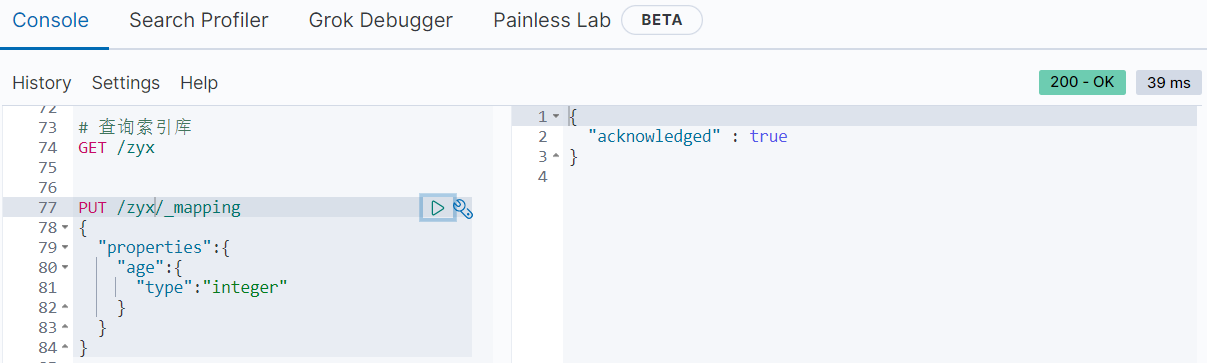 Console Search Profiler Grok Debugger Painless Lab BETA
History Settings Help 200 - OK 39 ms
72
73 # 查询索引库
74 GET /zyx
75
76
77 PUT /zyx/_mapping
78 {
79 "properties":{
80 "age":{
81 "type":"integer"
82 }
83 }
84 }
1 {
2 "acknowledged" : true
3 }
4